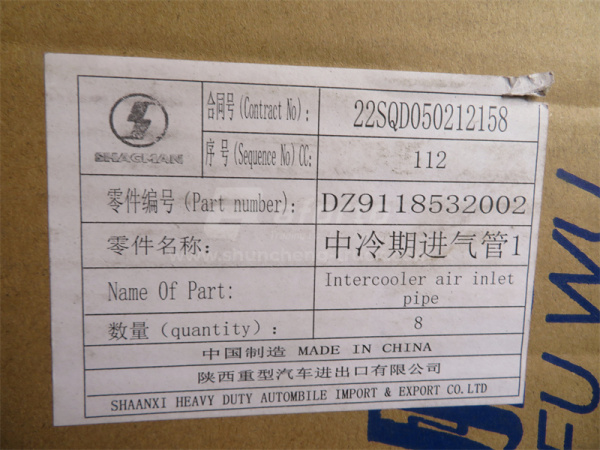 SHACMAN
合同号(Contract No):
22SQD050212158
序 号(Sequence No)CC:
112
零件编号(Part number):
DZ9118532002
零件名称:
中冷期进气管1
Name Of Part:
Intercooler air inlet
pipe
数量(quantity):
8
中国制造 MADE IN CHINA
陕西重型汽车进出口有限公司
SHAANXI HEAVY DUTY AUTOMBILE IMPORT & EXPORT CO.LTD
FU WU